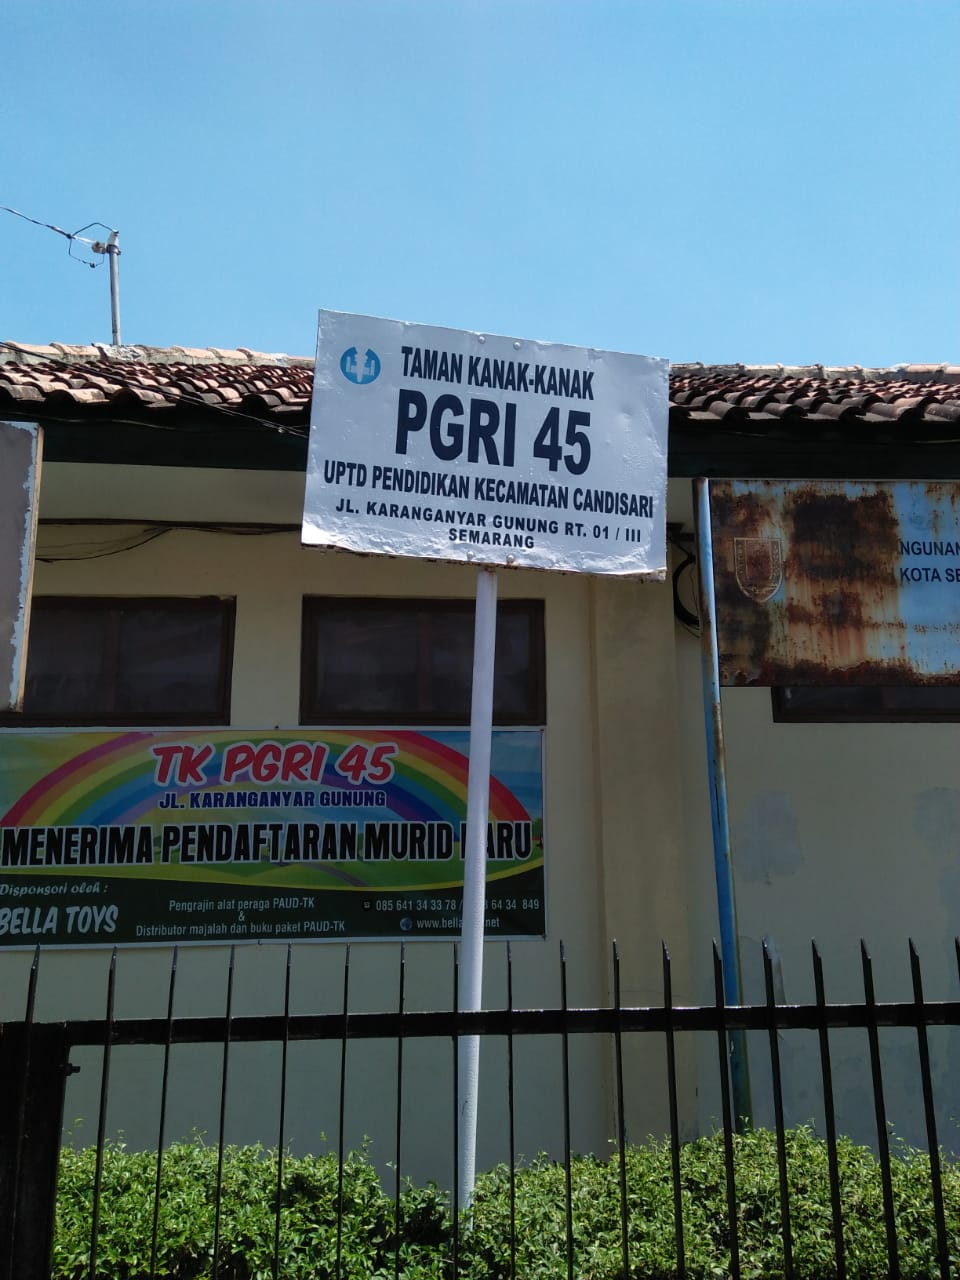 TAMAN KANAK-KANAK
PGRI 45
UPTD PENDIDIKAN KECAMATAN CANDISARI
JL. KARANGANYAR GUNUNG RT. 01 / III
SEMARANG
NGUNAN
KOTA SE
TK PGRI 45
JL. KARANGANYAR GUNUNG
MENERIMA PENDAFTARAN MURID ARU
Disponsori oleh :
BELLA TOYS
Pengrajin alat peraga PAUD-TK
&
Distributor majalah dan buku paket PAUD-TK
085 641 34 33 78 / 3 64 34 849
www.bella .net